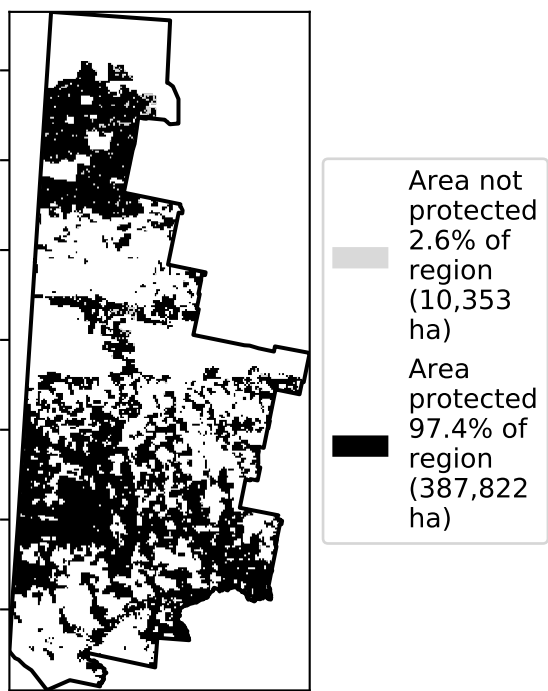 Area not
protected
2.6% of
region
(10,353
ha)
Area
protected
97.4% of
region
(387,822
ha)